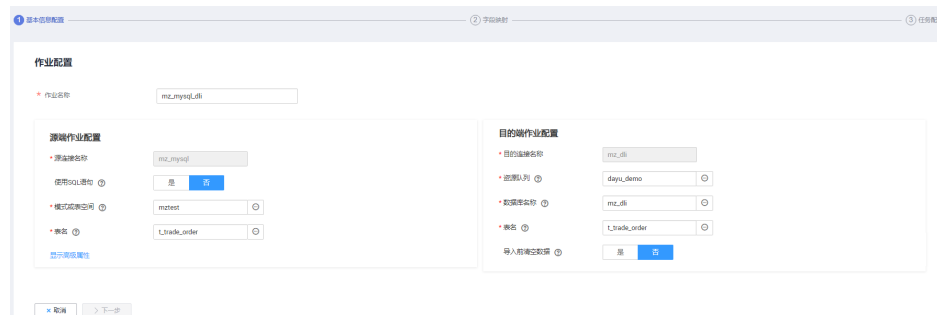 1 基本信息配置
2 字段映射
3 任务配
作业配置
* 作业名称 mz_mysql_dli
源端作业配置
* 源连接名称 mz_mysql
使用SQL语句 是 否
* 模式或表空间 mztest
* 表名 t_trade_order
显示高级属性
目的端作业配置
* 目的连接名称 mz_dli
* 资源队列 dayu_demo
* 数据库名称 mz_dli
* 表名 t_trade_order
导入前清空数据 是 否
× 取消 > 下一步